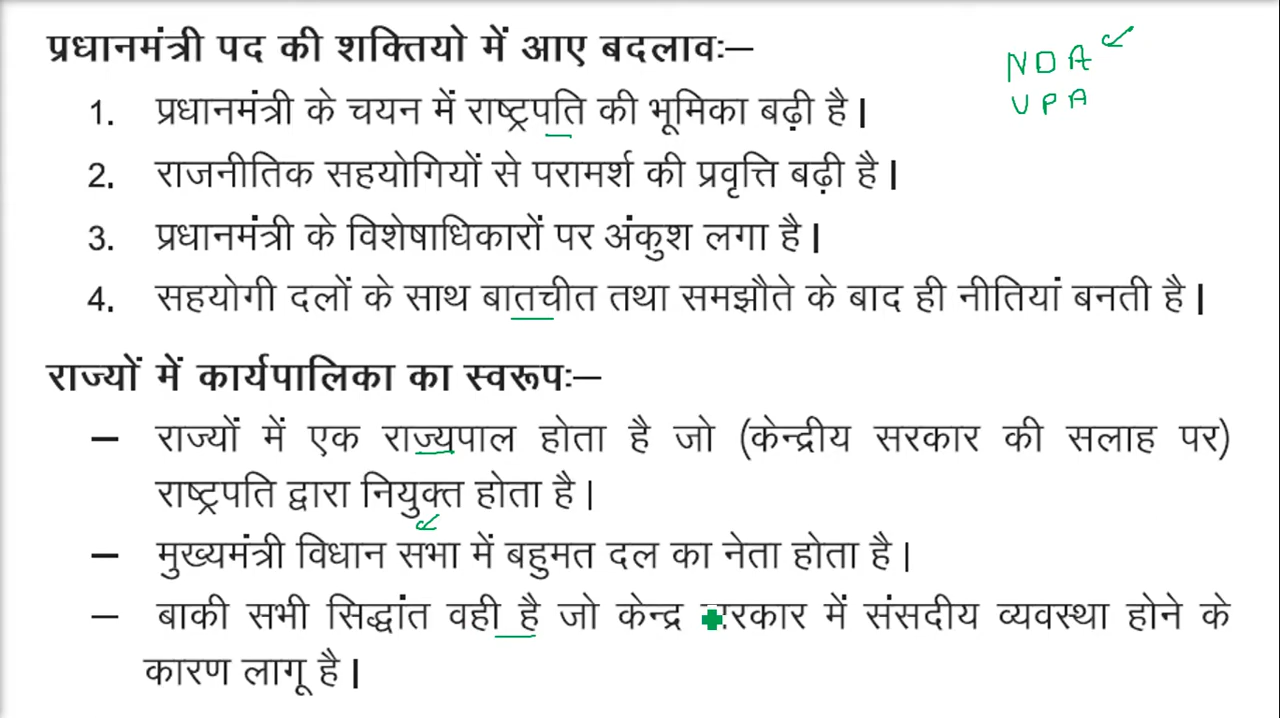 प्रधानमंत्री पद की शक्तियो में आए बदलावः–
NDA
UPA
1. प्रधानमंत्री के चयन में राष्ट्रपति की भूमिका बढ़ी है।
2. राजनीतिक सहयोगियों से परामर्श की प्रवृत्ति बढ़ी है।
3. प्रधानमंत्री के विशेषाधिकारों पर अंकुश लगा है।
4. सहयोगी दलों के साथ बातचीत तथा समझौते के बाद ही नीतियां बनती है।
राज्यों में कार्यपालिका का स्वरूपः–
– राज्यों में एक राज्यपाल होता है जो (केन्द्रीय सरकार की सलाह पर)
राष्ट्रपति द्वारा नियुक्त होता है।
– मुख्यमंत्री विधान सभा में बहुमत दल का नेता होता है।
– बाकी सभी सिद्धांत वही है जो केन्द्र सरकार में संसदीय व्यवस्था होने के
कारण लागू है।